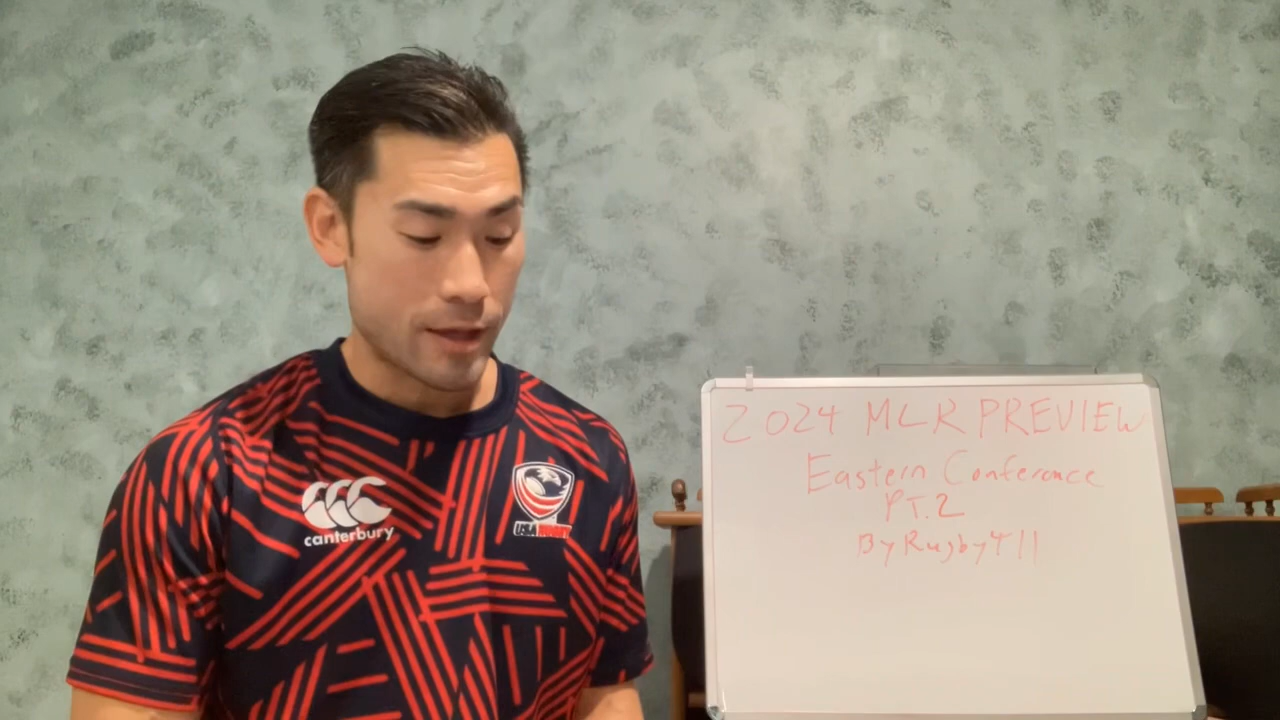 canterbury
USA RUGBY
2024 MLR PREVIEW
Eastern Conference
PT.2
By Rugby411